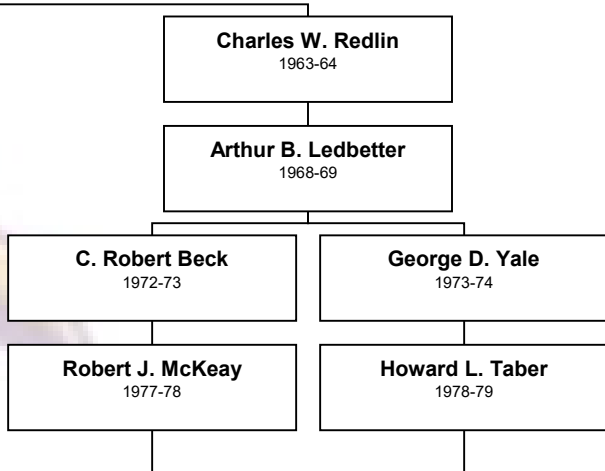 Charles W. Redlin
1963-64
Arthur B. Ledbetter
1968-69
C. Robert Beck
1972-73
George D. Yale
1973-74
Robert J. McKeay
1977-78
Howard L. Taber
1978-79